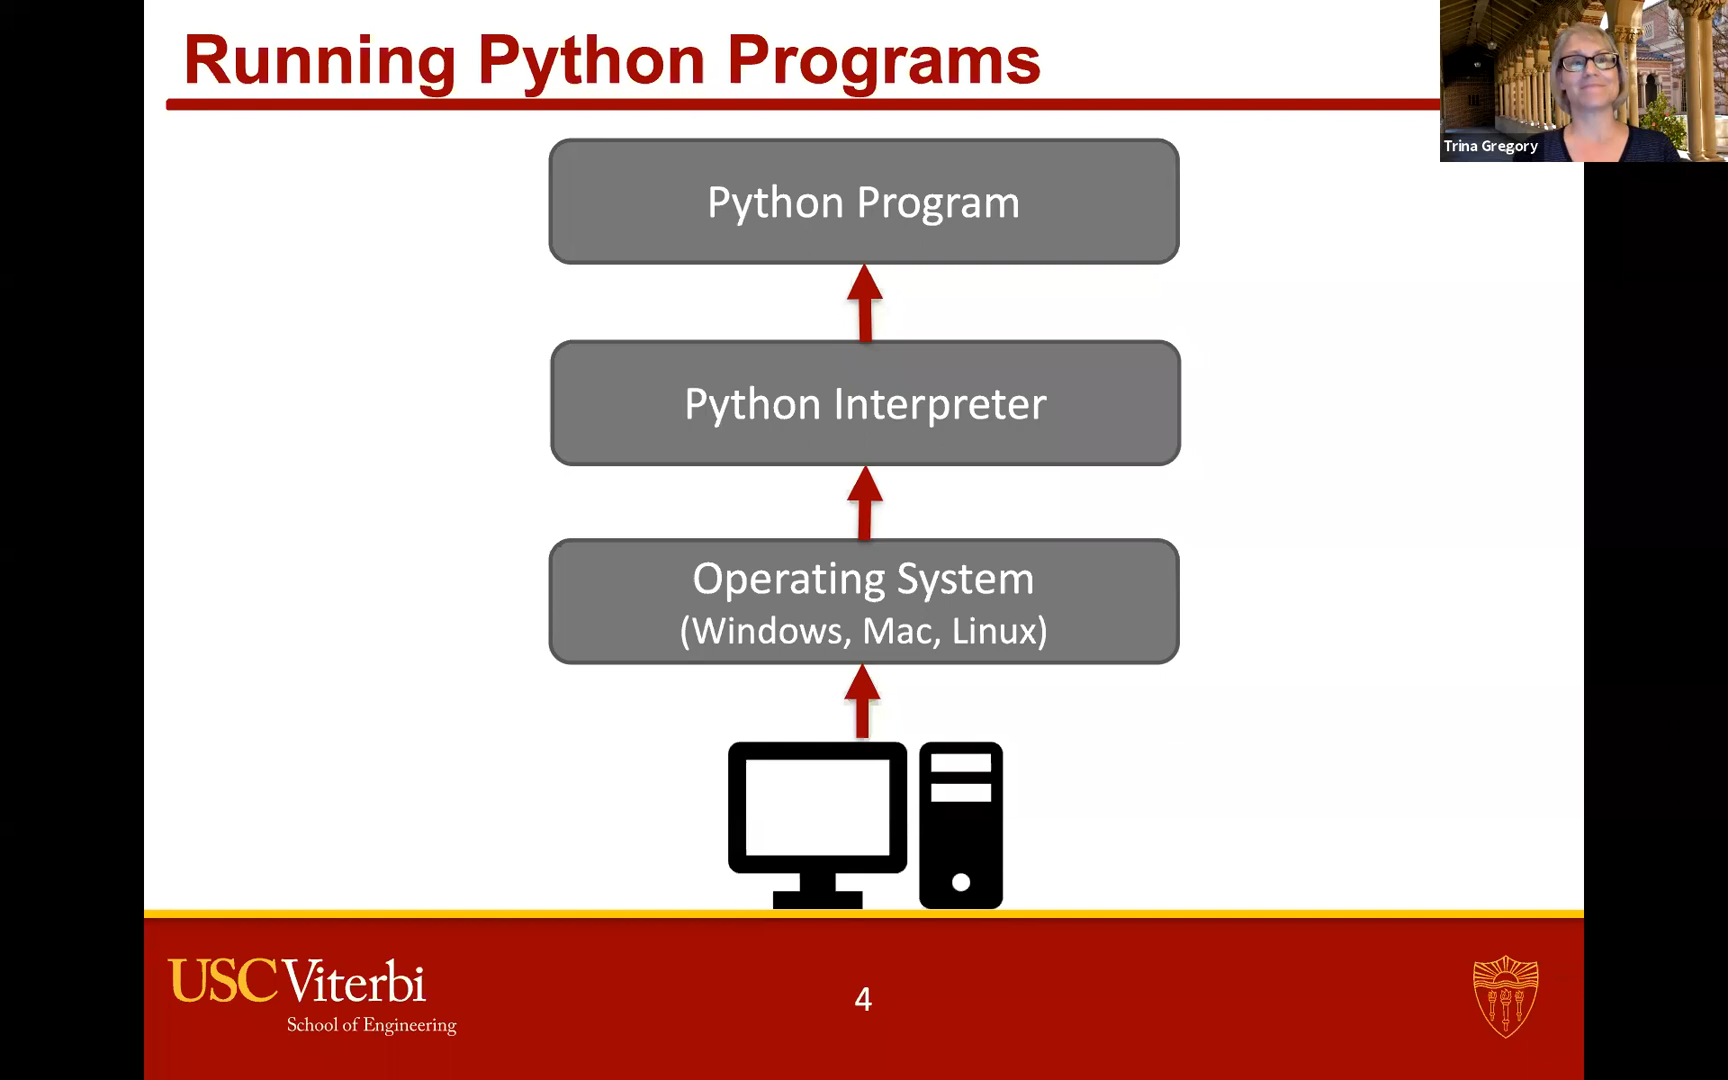 Running Python Programs
Trina Gregory
Python Program
Python Interpreter
Operating System
(Windows, Mac, Linux)
USC Viterbi
School of Engineering
4